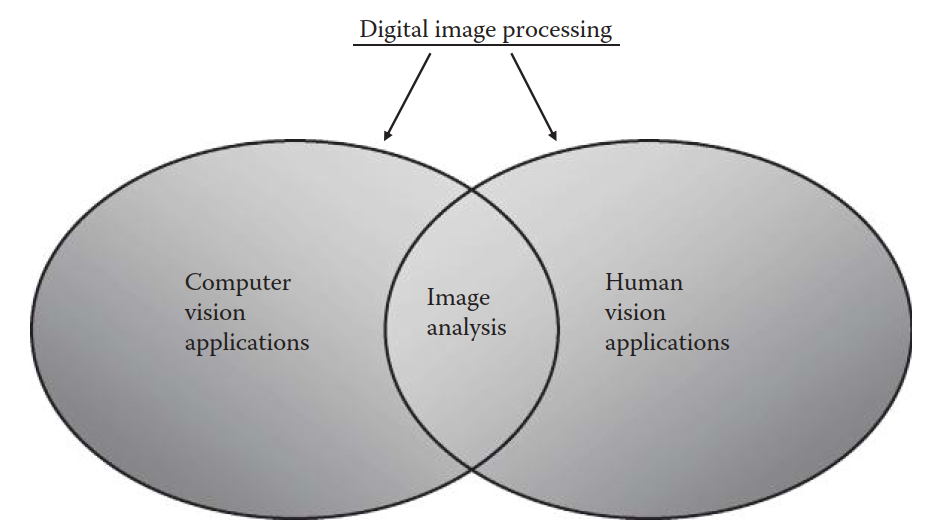 Digital image processing
Computer
vision
applications
Image
analysis
Human
vision
applications